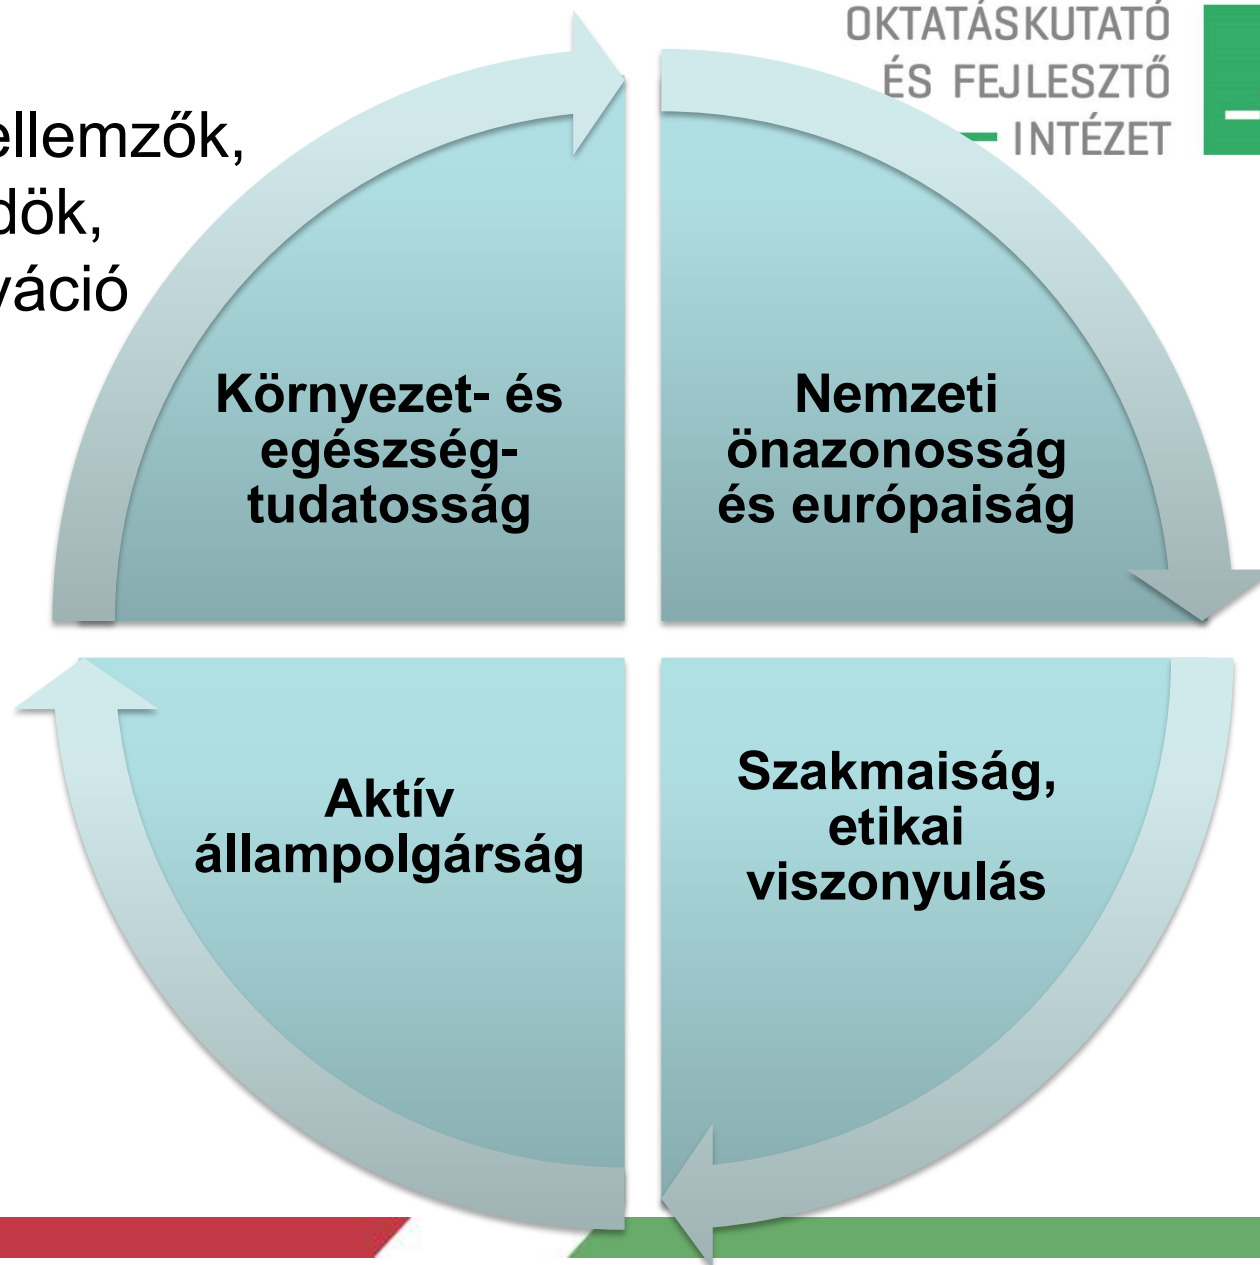 OKTATÁSKUTATÓ
ÉS FEJLESZTŐ
INTÉZET
ellemzők,
dök,
váció
Környezet- és
egészség-
tudatosság
Nemzeti
önazonosság
és európaiság
Aktív
állampolgárság
Szakmaiság,
etikai
viszonyulás